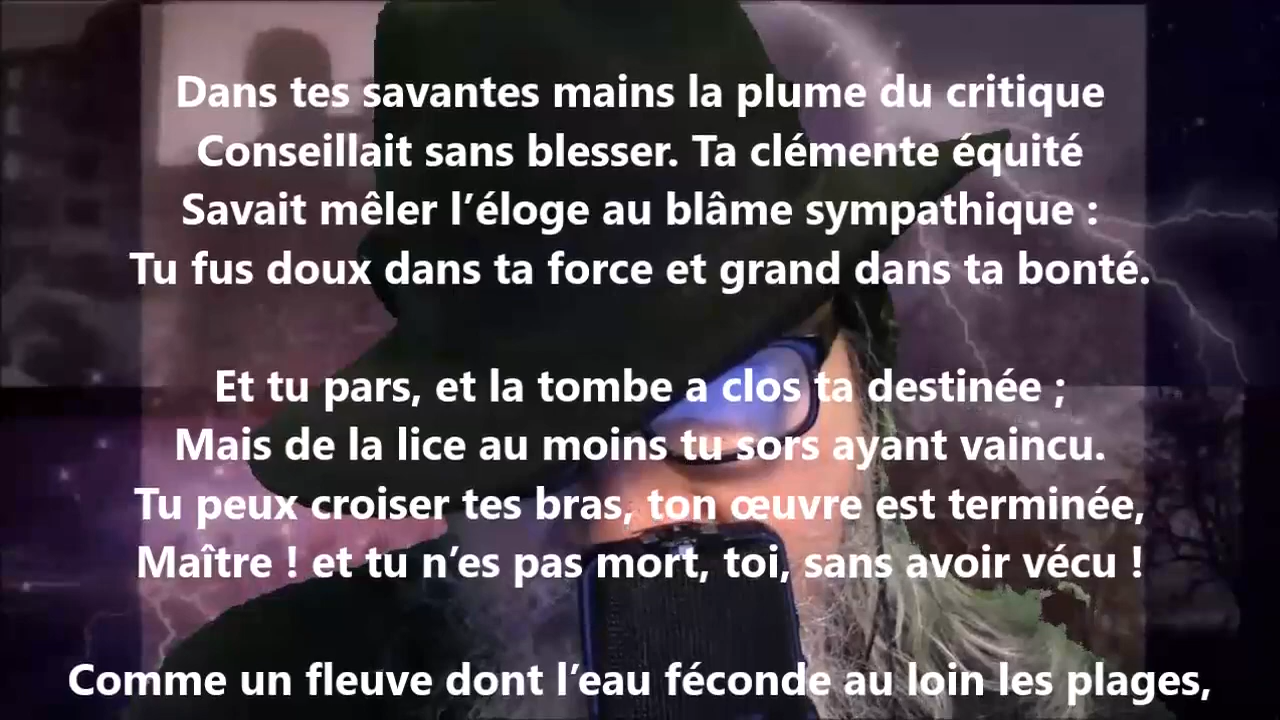 Dans tes savantes mains la plume du critique
Conseillait sans blesser. Ta clémente équité
Savait mêler l’éloge au blâme sympathique :
Tu fus doux dans ta force et grand dans ta bonté.
Et tu pars, et la tombe a clos ta destinée ;
Mais de la lice au moins tu sors ayant vaincu.
Tu peux croiser tes bras, ton œuvre est terminée,
Maître ! et tu n’es pas mort, toi, sans avoir vécu !
Comme un fleuve dont l’eau féconde au loin les plages,